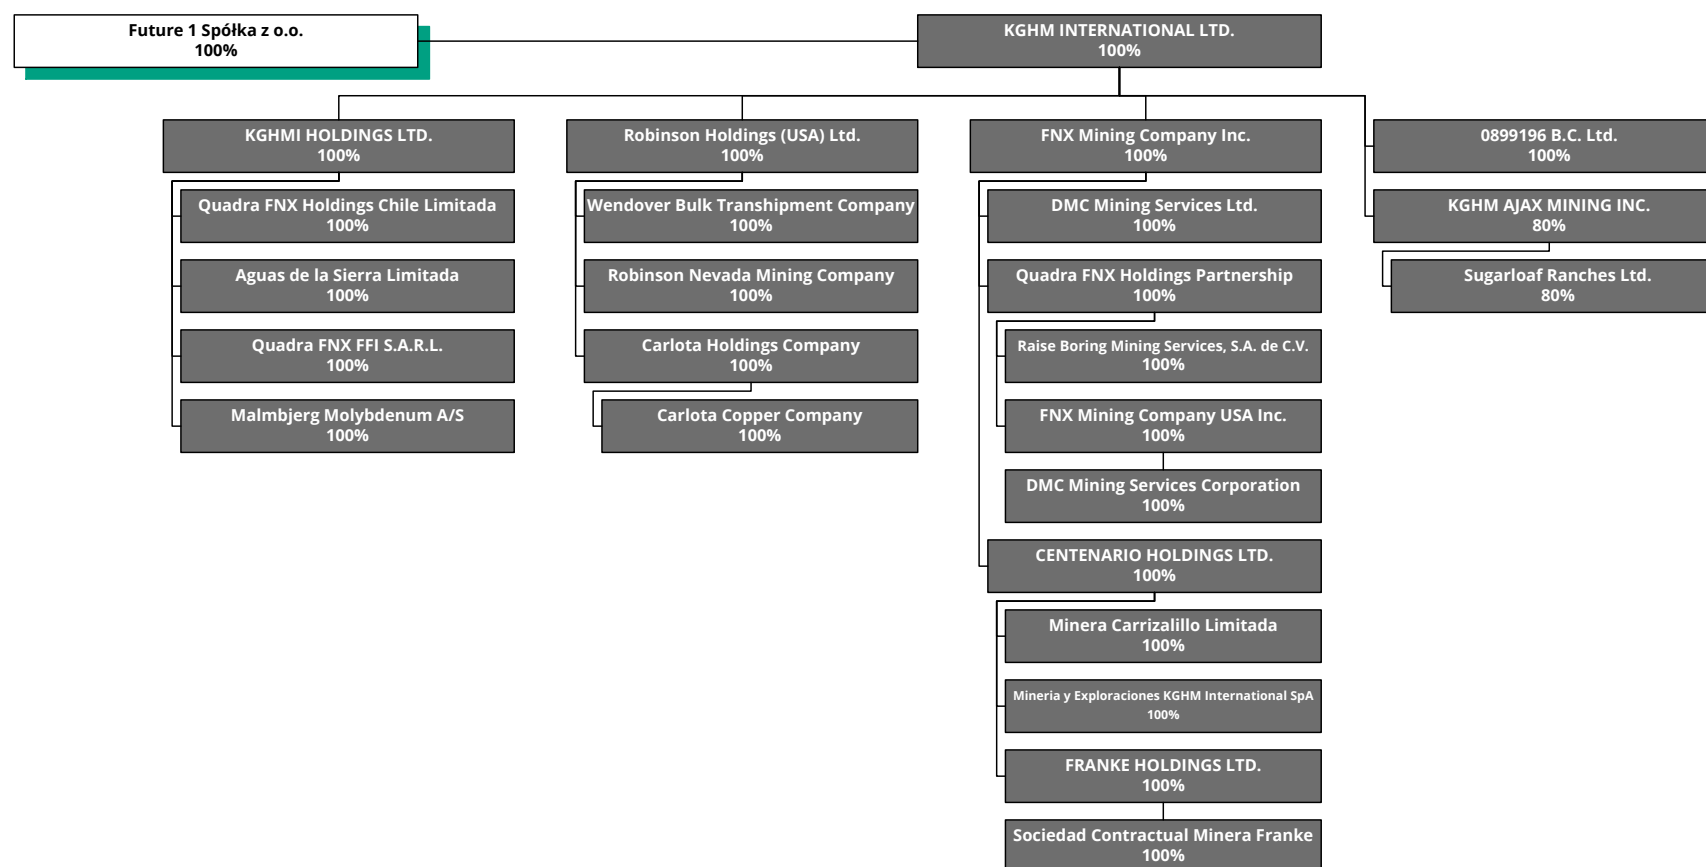 Future 1 Spółka z o.o.
100%
KGHM INTERNATIONAL LTD.
100%
KGHMI HOLDINGS LTD.
100%
Quadra FNX Holdings Chile Limitada
100%
Aguas de la Sierra Limitada
100%
Quadra FNX FFI S.A.R.L.
100%
Malmbjerg Molybdenum A/S
100%
Robinson Holdings (USA) Ltd.
100%
Wendover Bulk Transhipment Company
100%
Robinson Nevada Mining Company
100%
Carlota Holdings Company
100%
Carlota Copper Company
100%
FNX Mining Company Inc.
100%
DMC Mining Services Ltd.
100%
Quadra FNX Holdings Partnership
100%
Raise Boring Mining Services, S.A. de C.V.
100%
FNX Mining Company USA Inc.
100%
DMC Mining Services Corporation
100%
CENTENARIO HOLDINGS LTD.
100%
Minera Carrizalillo Limitada
100%
Mineria y Exploraciones KGHM International SpA
100%
FRANKE HOLDINGS LTD.
100%
Sociedad Contractual Minera Franke
100%
0899196 B.C. Ltd.
100%
KGHM AJAX MINING INC.
80%
Sugarloaf Ranches Ltd.
80%